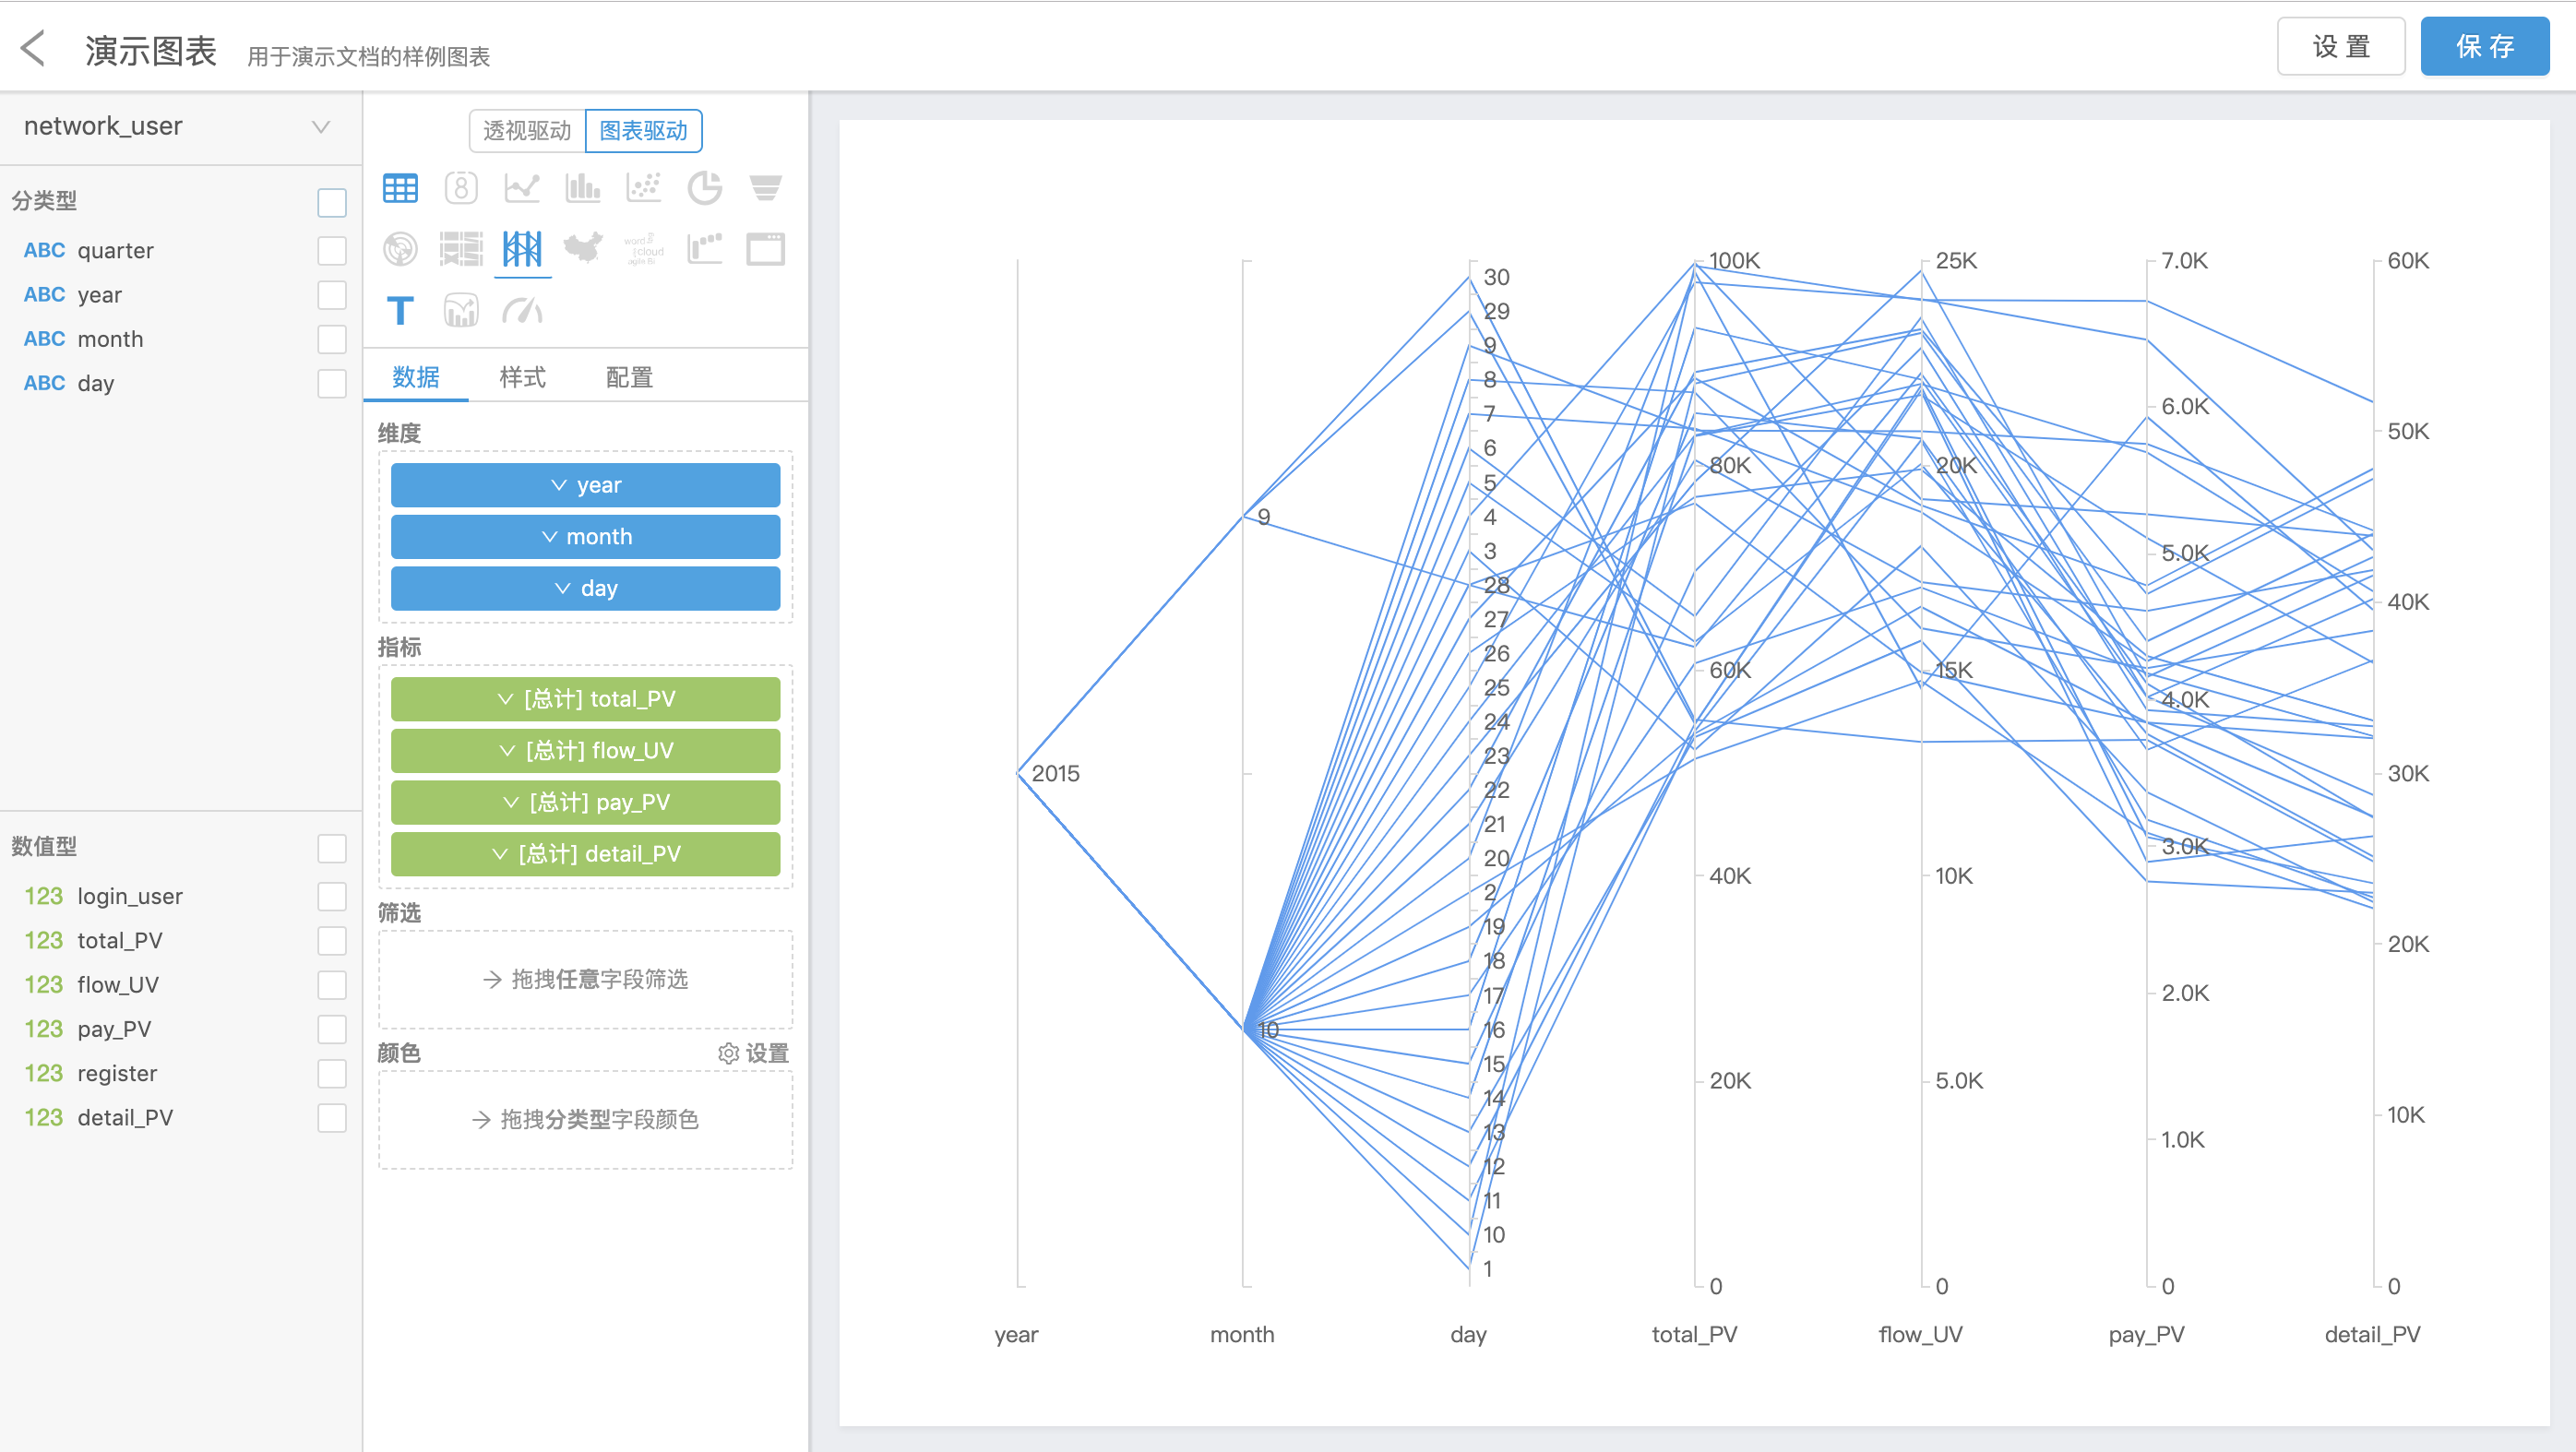 演示图表 用于演示文档的样例图表 设 置 保 存
network_user
分类型
ABC quarter
ABC year
ABC month
ABC day
数值型
123 login_user
123 total_PV
123 flow_UV
123 pay_PV
123 register
123 detail_PV
透视驱动 图表驱动
8
word
cloud
T
数据 样式 配置
维度
year
month
day
指标
[总计] total_PV
[总计] flow_UV
[总计] pay_PV
[总计] detail_PV
筛选
拖拽任意字段筛选
颜色 设置
拖拽分类型字段颜色
2015
9
10
30
29
9
8
7
6
5
4
3
28
27
26
25
24
23
22
21
20
2
19
18
17
16
15
14
13
12
11
10
1
100K
80K
60K
40K
20K
0
25K
20K
15K
10K
5.0K
0
7.0K
6.0K
5.0K
4.0K
3.0K
2.0K
1.0K
0
60K
50K
40K
30K
20K
10K
0
year month day total_PV flow_UV pay_PV detail_PV